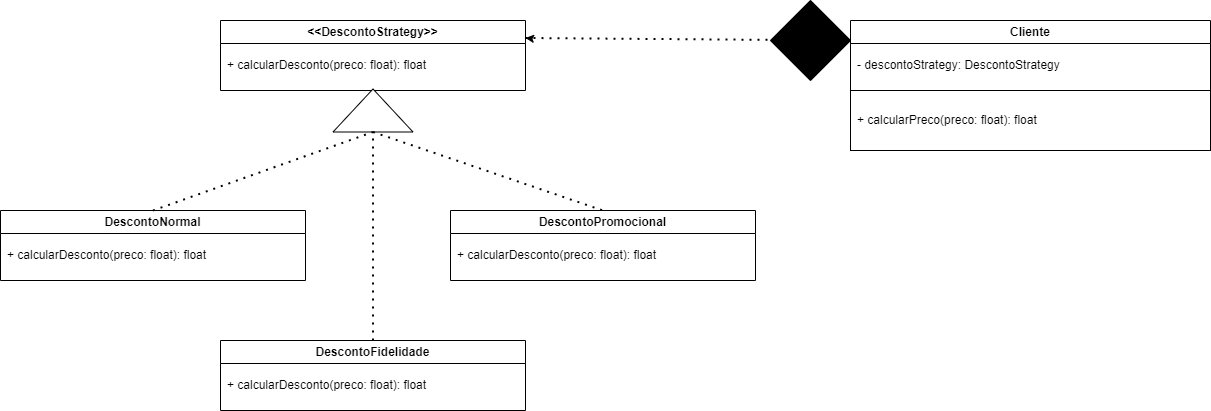 <<DescontoStrategy>>
+ calcularDesconto(preco: float): float
Cliente
- descontoStrategy: DescontoStrategy
+ calcularPreco(preco: float): float
DescontoNormal
+ calcularDesconto(preco: float): float
DescontoPromocional
+ calcularDesconto(preco: float): float
DescontoFidelidade
+ calcularDesconto(preco: float): float